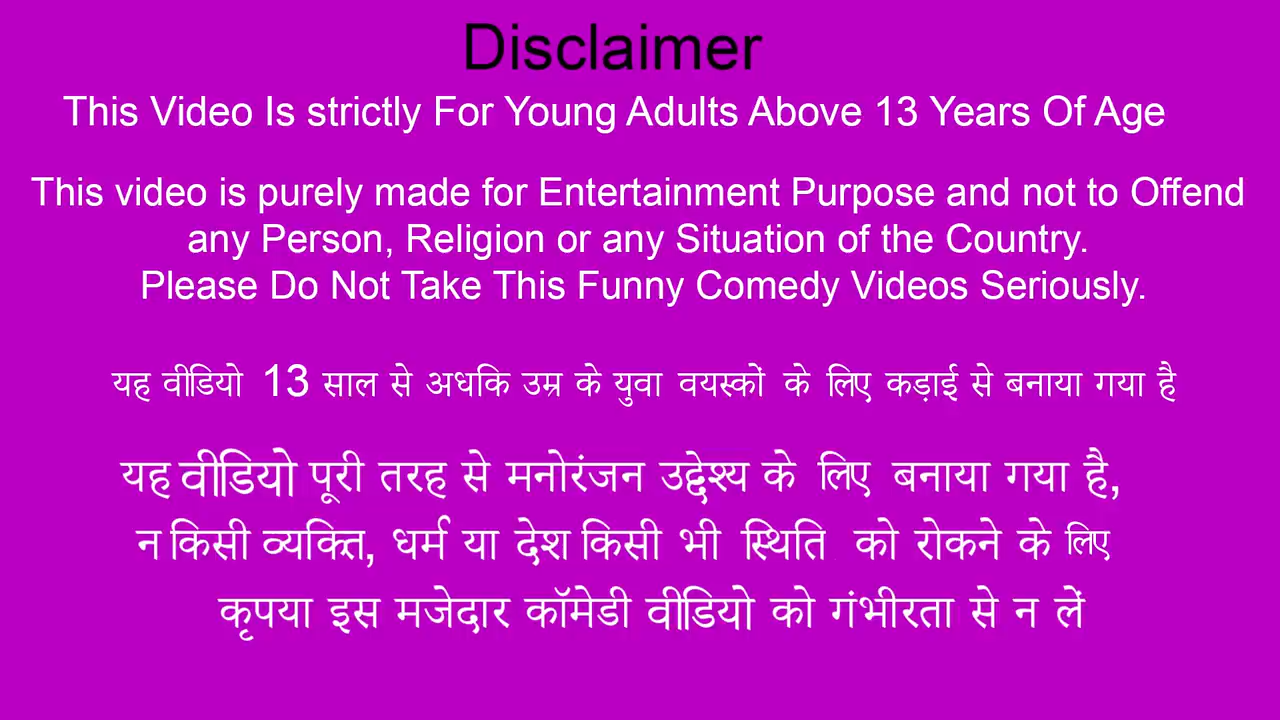 Disclaimer
This Video Is strictly For Young Adults Above 13 Years Of Age
This video is purely made for Entertainment Purpose and not to Offend
any Person, Religion or any Situation of the Country.
Please Do Not Take This Funny Comedy Videos Seriously.
यह वीडियो 13 साल से अधकि उम्र के युवा वयस्कों के लिए कड़ाई से बनाया गया है
यह वीडियो पूरी तरह से मनोरंजन उद्देश्य के लिए बनाया गया है,
न किसी व्यक्ति, धर्म या देश किसी भी स्थिति को रोकने के लिए
कृपया इस मजेदार कॉमेडी वीडियो को गंभीरता से न लें